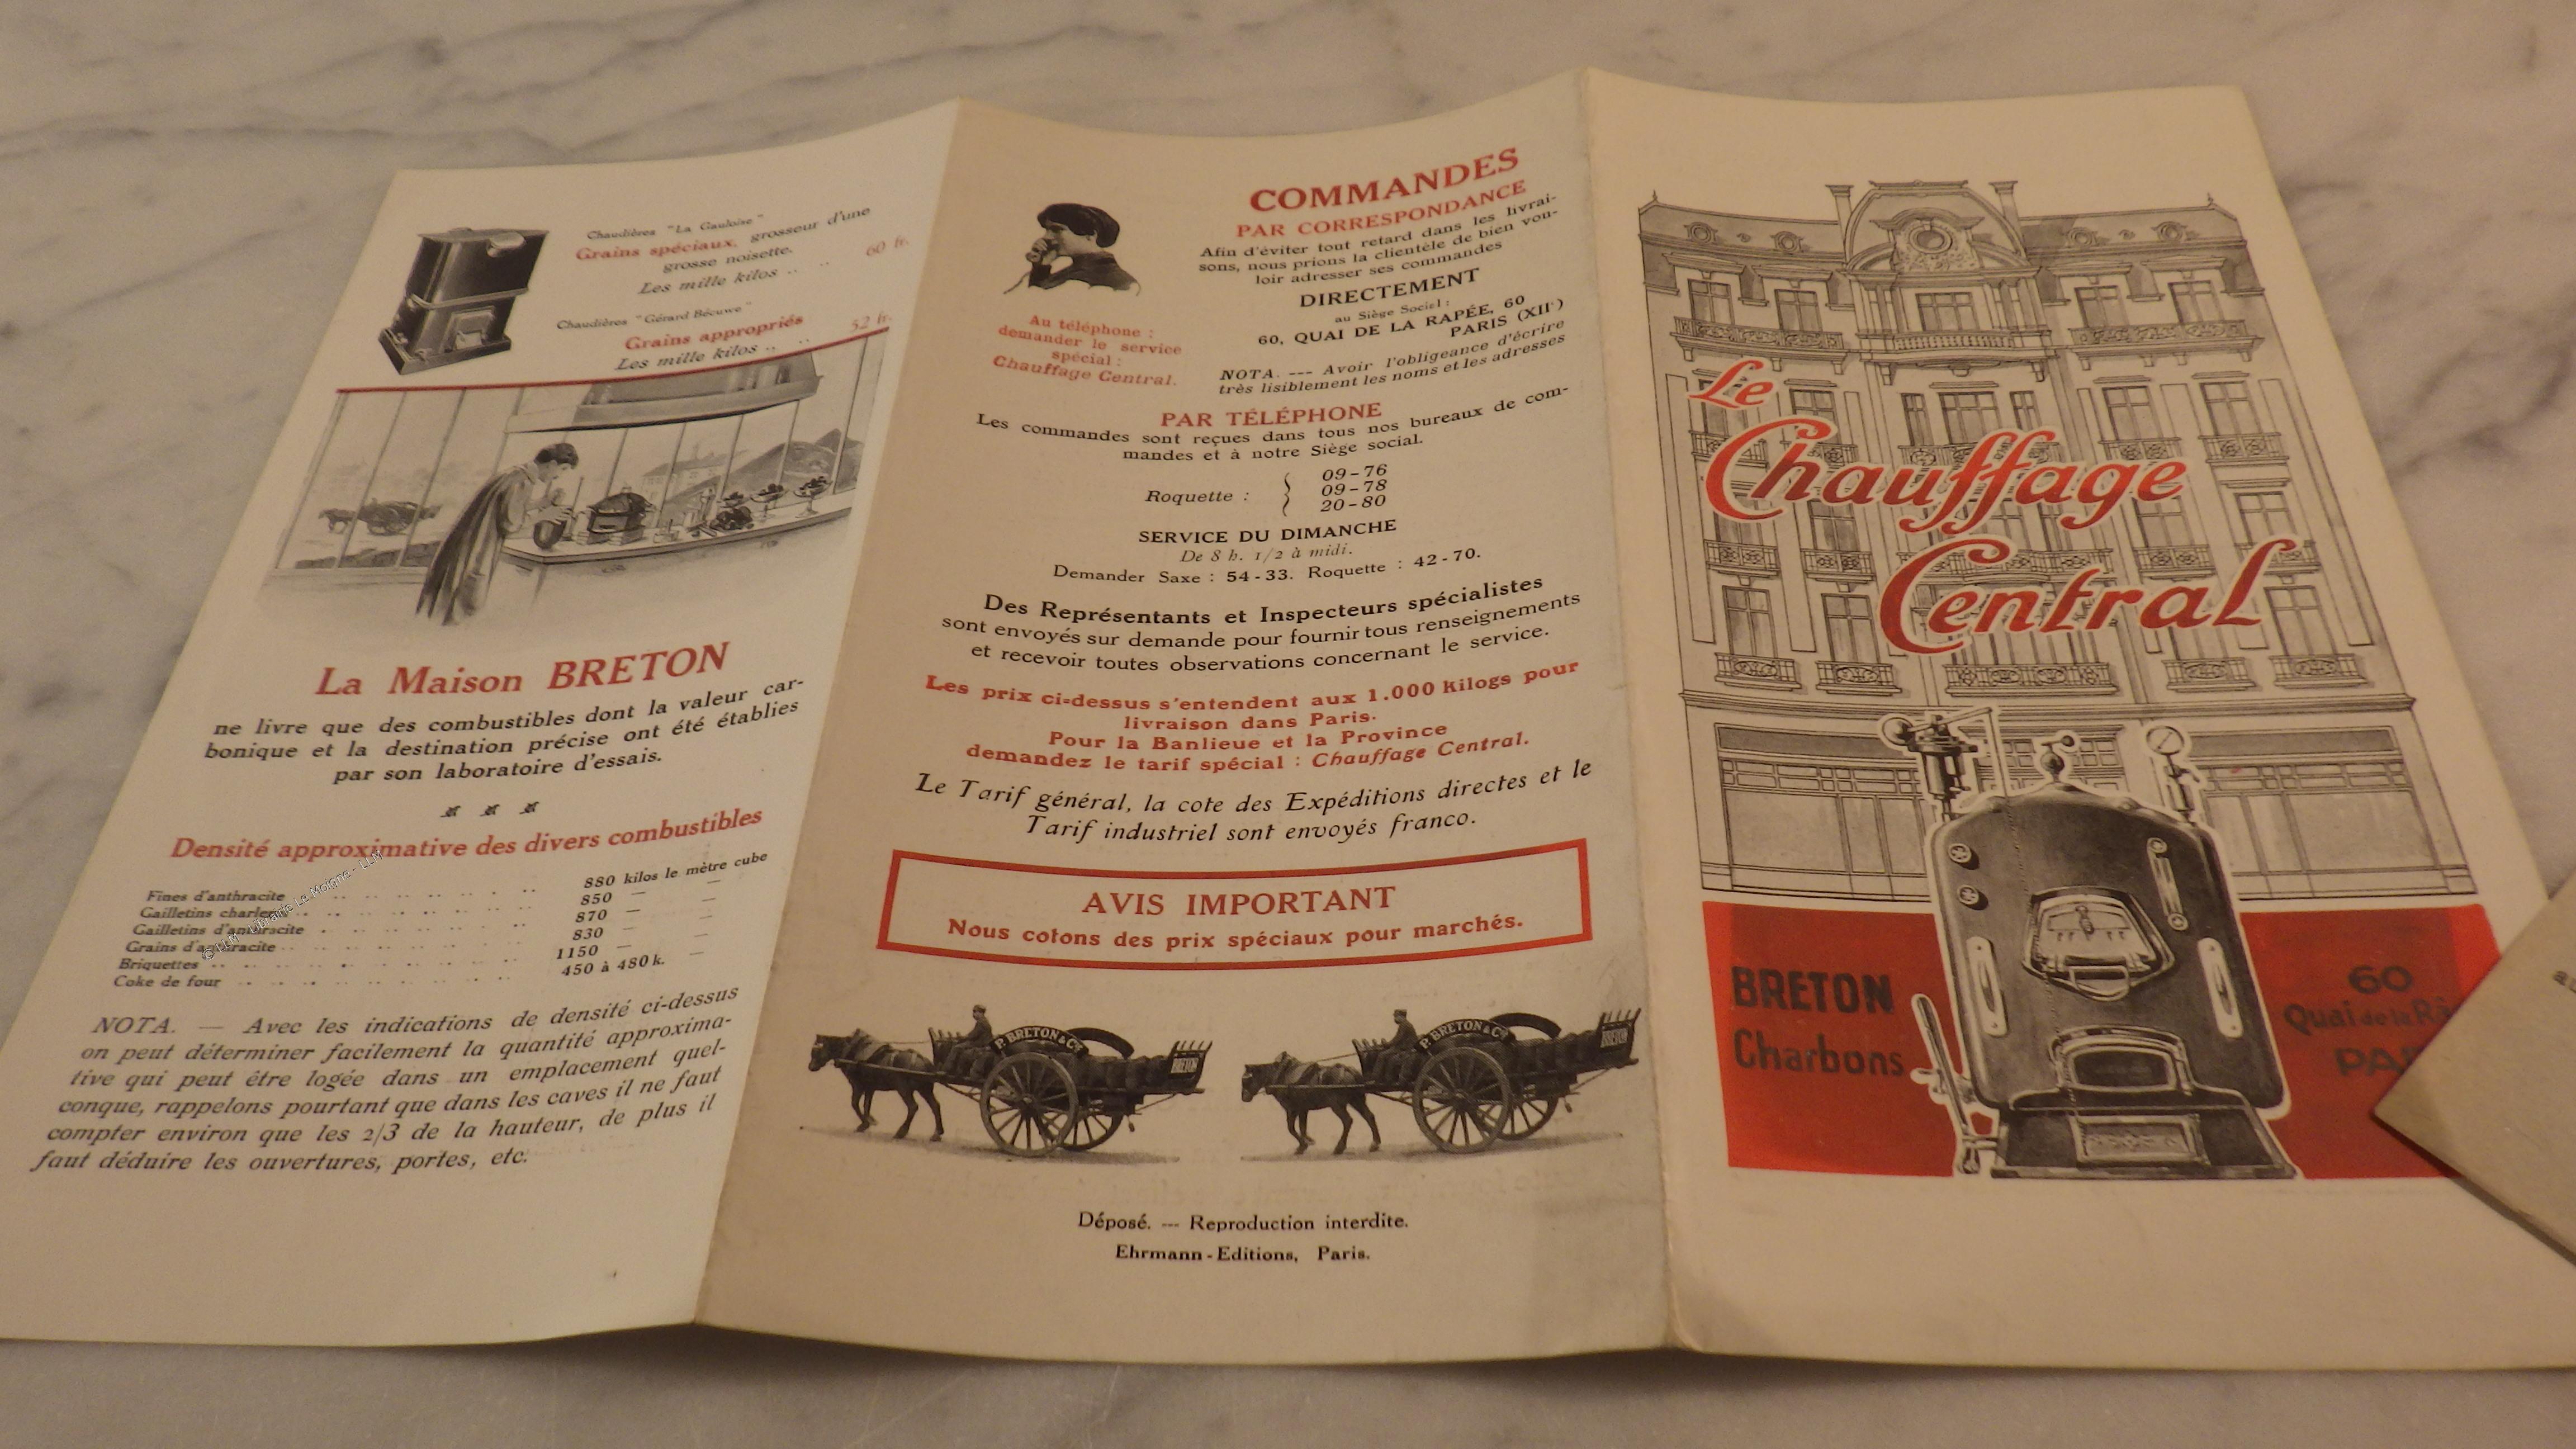 Chaudières "La Gauloise"
Grains spéciaux, grosseur d'une
grosse noisette.
Les mille kilos .. .. 60 fr.
Chaudières "Gérard Bécuwe"
Grains appropriés
Les mille kilos .. .. 52 fr.
La Maison BRETON
ne livre que des combustibles dont la valeur car-
bonique et la destination précise ont été établies
par son laboratoire d'essais.
Densité approximative des divers combustibles
Fines d'anthracite 880 kilos le mètre cube
Gailletins 850 — —
Gailletins d'anthracite 870 —
Grains d'anthracite 830 —
Briquettes 1150 —
Coke de four 450 à 480 k. —
© LLM - Librairie Le Moigne - LLM
NOTA. — Avec les indications de densité ci-dessus
on peut déterminer facilement la quantité approxima-
tive qui peut être logée dans un emplacement quel-
conque, rappelons pourtant que dans les caves il ne faut
compter environ que les 2/3 de la hauteur, de plus il
faut déduire les ouvertures, portes, etc.
COMMANDES
PAR CORRESPONDANCE
Afin d'éviter tout retard dans les livrai-
sons, nous prions la clientèle de bien vou-
loir adresser ses commandes
DIRECTEMENT
au Siège Social :
60, QUAI DE LA RAPÉE, 60
PARIS (XIIe)
NOTA. --- Avoir l'obligeance d'écrire
très lisiblement les noms et les adresses
Au téléphone :
demander le service
spécial :
Chauffage Central.
PAR TÉLÉPHONE
Les commandes sont reçues dans tous nos bureaux de com-
mandes et à notre Siège social.
Roquette : { 09-76
09-78
20-80
SERVICE DU DIMANCHE
De 8 h. 1/2 à midi.
Demander Saxe : 54-33. Roquette : 42-70.
Des Représentants et Inspecteurs spécialistes
sont envoyés sur demande pour fournir tous renseignements
et recevoir toutes observations concernant le service.
Les prix ci-dessus s'entendent aux 1.000 kilogs pour
livraison dans Paris.
Pour la Banlieue et la Province
demandez le tarif spécial : Chauffage Central.
Le Tarif général, la cote des Expéditions directes et le
Tarif industriel sont envoyés franco.
AVIS IMPORTANT
Nous cotons des prix spéciaux pour marchés.
P. BRETON & Cie
BRETON
P. BRETON & Cie
BRETON
Déposé. --- Reproduction interdite.
Ehrmann-Editions, Paris.
Le
Chauffage
Central
BRETON
Charbons
60
Quai de la